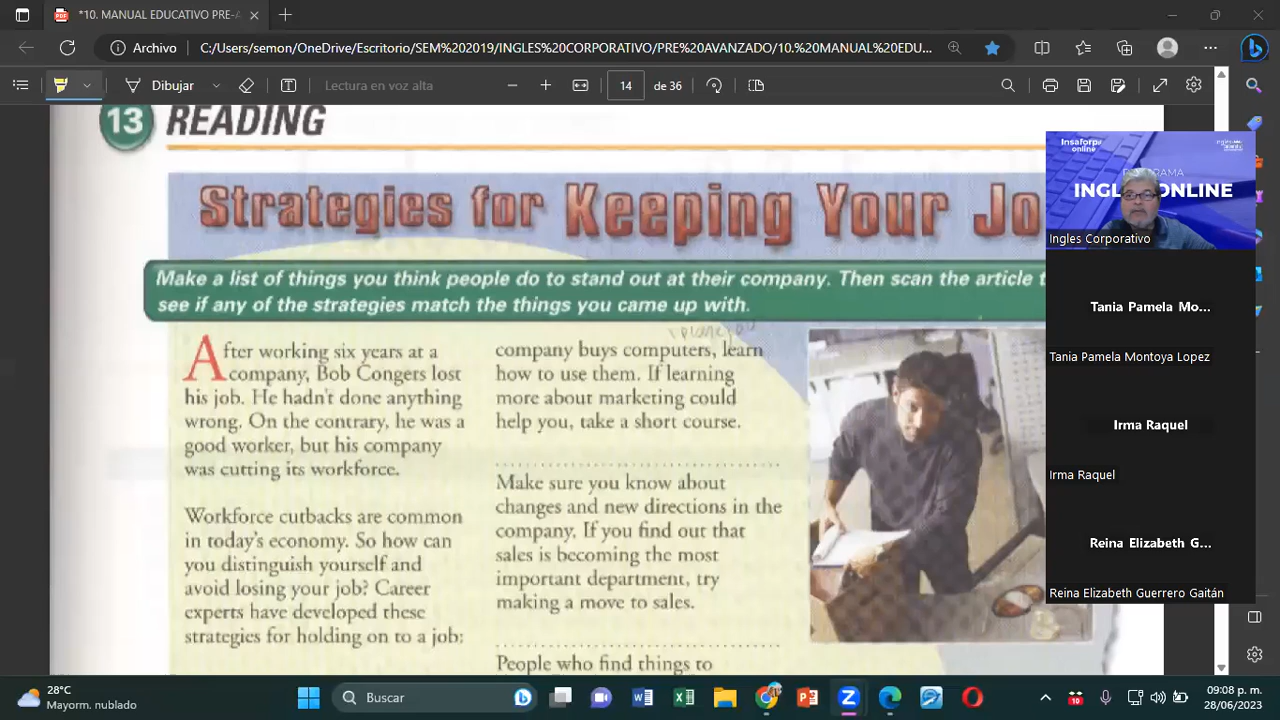 *10. MANUAL EDUCATIVO PRE-A
Archivo
C:/Users/semon/OneDrive/Escritorio/SEM%202019/INGLES%20CORPORATIVO/PRE%20AVANZADO/10.%20MANUAL%20EDU...
Dibujar
Lectura en voz alta
14
de 36
13 READING
Strategies for Keeping Your Jo
Make a list of things you think people do to stand out at their company. Then scan the article t
see if any of the strategies match the things you came up with.
After working six years at a
company, Bob Congers lost
his job. He hadn't done anything
wrong. On the contrary, he was a
good worker, but his company
was cutting its workforce.
Workforce cutbacks are common
in today's economy. So how can
you distinguish yourself and
avoid losing your job? Career
experts have developed these
strategies for holding on to a job:
company buys computers, learn
how to use them. If learning
more about marketing could
help you, take a short course.
Make sure you know about
changes and new directions in the
company. If you find out that
sales is becoming the most
important department, try
making a move to sales.
People who find things to
Insaforp
online
INGL ONLINE
Ingles Corporativo
Tania Pamela Mo...
Tania Pamela Montoya Lopez
Irma Raquel
Irma Raquel
Reina Elizabeth G...
Reina Elizabeth Guerrero Gaitán
28°C
Mayorm. nublado
Buscar
10
09:08 p. m.
28/06/2023